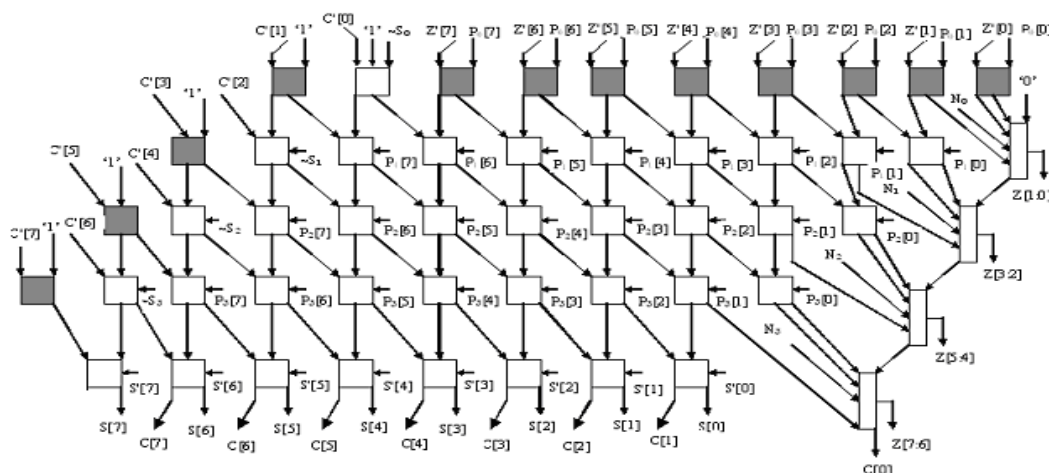 C'[0]
C'[1] '1' '1' ~S₀ Z'[7] P₀[7] Z'[6] P₀[6] Z'[5] P₀[5] Z'[4] P₀[4] Z'[3] P₀[3] Z'[2] P₀[2] Z'[1] P₀[1] Z'[0] P₀[0]
C'[3] '1' C'[2] N₀ '0'
C'[5] '1' C'[4] ~S₁ P₁[7] P₁[6] P₁[5] P₁[4] P₁[3] P₁[2] P₁[1] P₁[0]
N₁ Z[1:0]
C'[7] '1' C'[6] ~S₂ P₂[7] P₂[6] P₂[5] P₂[4] P₂[3] P₂[2] P₂[1] P₂[0]
N₂ Z[3:2]
~S₃ P₃[7] P₃[6] P₃[5] P₃[4] P₃[3] P₃[2] P₃[1] P₃[0]
N₃ Z[5:4]
S'[7] S'[6] S'[5] S'[4] S'[3] S'[2] S'[1] S'[0]
S[7] C[7] S[6] C[6] S[5] C[5] S[4] C[4] S[3] C[3] S[2] C[2] S[1] C[1] S[0] Z[7:6]
C[0]